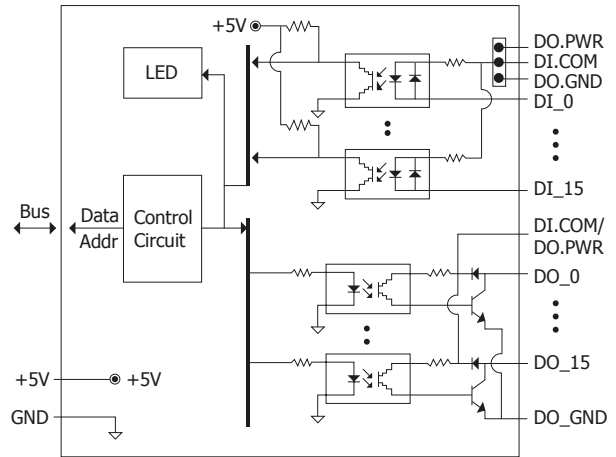 +5V
DO.PWR
DI.COM
DO.GND
LED
DI_0
DI_15
Bus
Data
Addr
Control
Circuit
DI.COM/
DO.PWR
DO_0
DO_15
+5V
+5V
GND
DO_GND